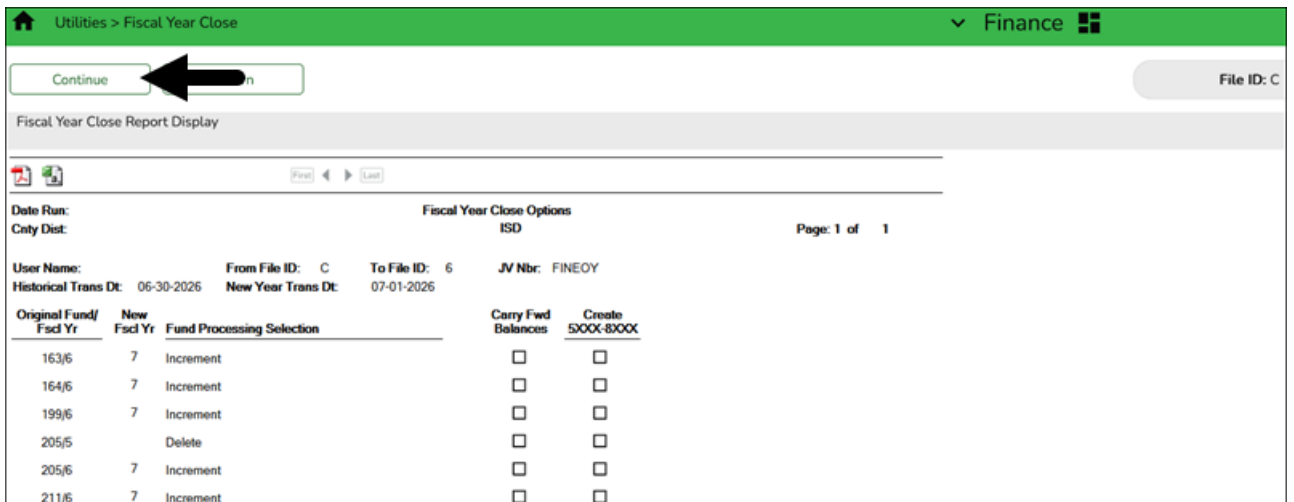 Utilities > Fiscal Year Close Finance
Continue n
File ID: C
Fiscal Year Close Report Display
First Last
Date Run: Fiscal Year Close Options
Cnty Dist: ISD Page: 1 of 1
User Name: From File ID: C To File ID: 6 JV Nbr: FINEOY
Historical Trans Dt: 06-30-2026 New Year Trans Dt: 07-01-2026
Original Fund/ New Carry Fwd Create
Fscl Yr Fscl Yr Fund Processing Selection Balances 5XXX-8XXX
163/6 7 Increment
164/6 7 Increment
199/6 7 Increment
205/5 Delete
205/6 7 Increment
211/6 7 Increment